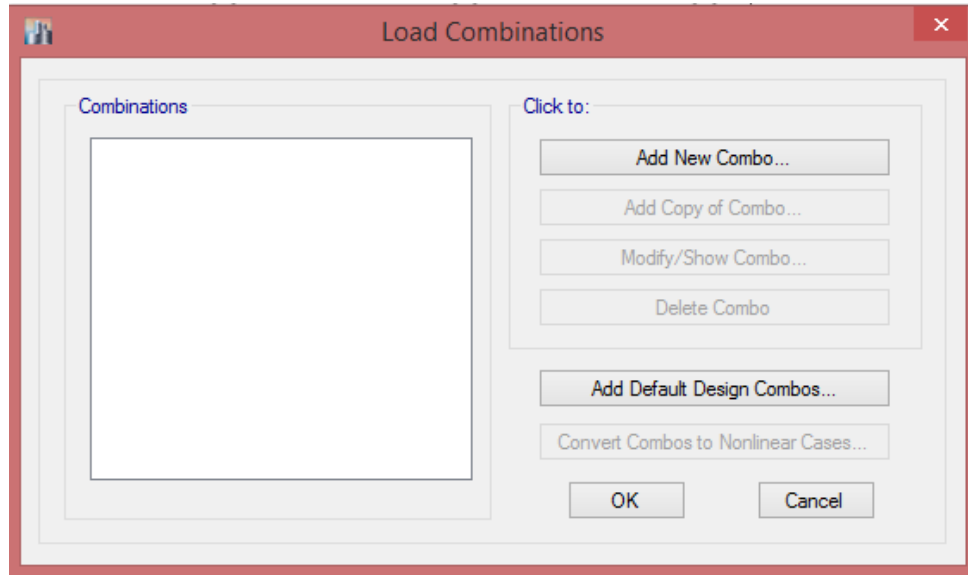 Load Combinations
Combinations
Click to:
Add New Combo...
Add Copy of Combo...
Modify/Show Combo...
Delete Combo
Add Default Design Combos...
Convert Combos to Nonlinear Cases...
OK
Cancel